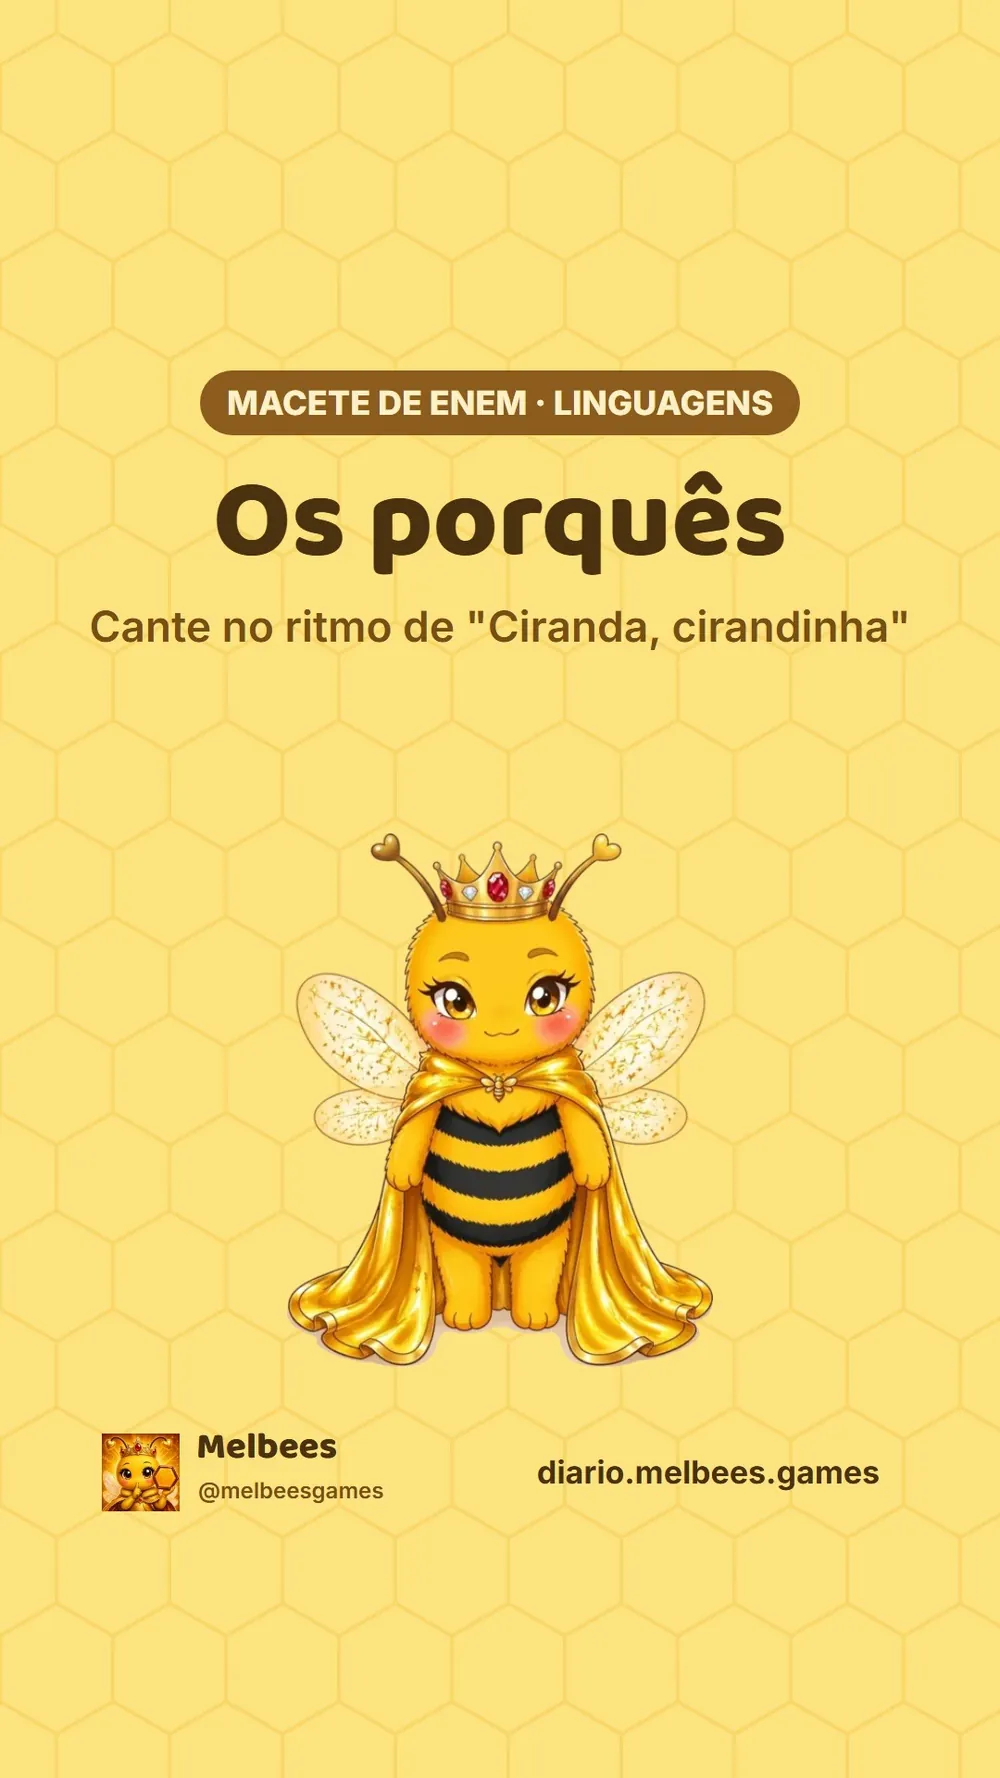 MACETE DE ENEM · LINGUAGENS
Os porquês
Cante no ritmo de "Ciranda, cirandinha"
Melbees
@melbeesgames
diario.melbees.games